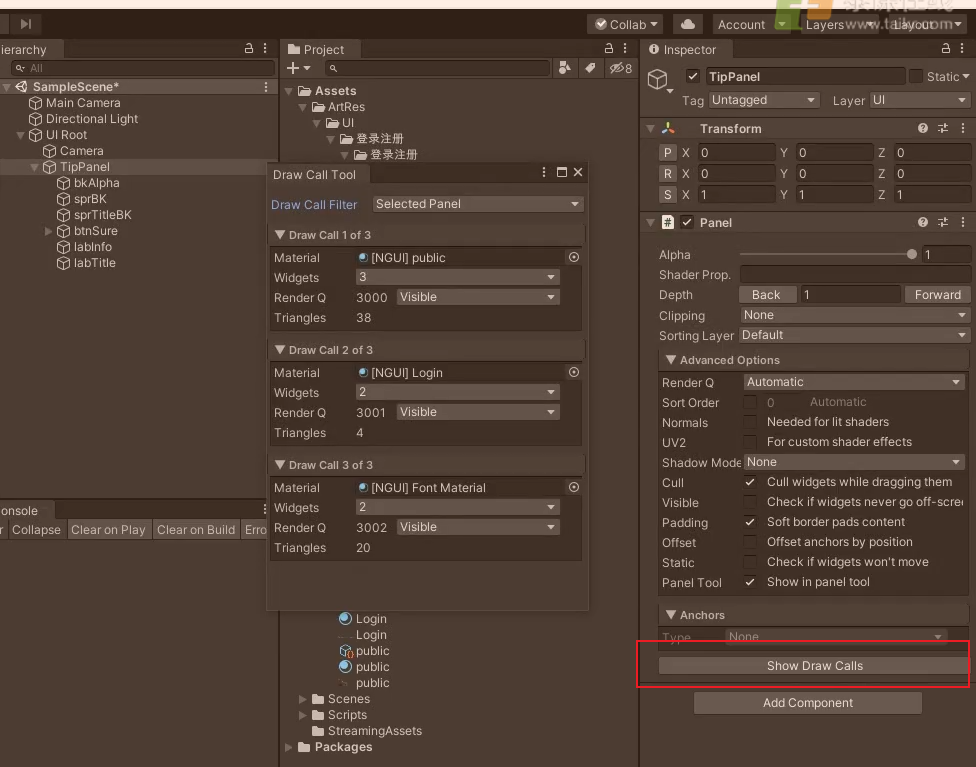 Collab
Account
Layers
Layout
www.taikr.com
ierarchy
All
SampleScene*
Main Camera
Directional Light
UI Root
Camera
TipPanel
bkAlpha
sprBK
sprTitleBK
btnSure
labInfo
labTitle
onsole
r Collapse Clear on Play Clear on Build Erro
Project
8
Assets
ArtRes
UI
登录注册
登录注册
Draw Call Tool
Draw Call Filter Selected Panel
Draw Call 1 of 3
Material [NGUI] public
Widgets 3
Render Q 3000 Visible
Triangles 38
Draw Call 2 of 3
Material [NGUI] Login
Widgets 2
Render Q 3001 Visible
Triangles 4
Draw Call 3 of 3
Material [NGUI] Font Material
Widgets 2
Render Q 3002 Visible
Triangles 20
Login
Login
public
public
public
Scenes
Scripts
StreamingAssets
Packages
Inspector
TipPanel Static
Tag Untagged Layer UI
Transform
P X 0 Y 0 Z 0
R X 0 Y 0 Z 0
S X 1 Y 1 Z 1
Panel
Alpha 1
Shader Prop.
Depth Back 1 Forward
Clipping None
Sorting Layer Default
Advanced Options
Render Q Automatic
Sort Order 0 Automatic
Normals Needed for lit shaders
UV2 For custom shader effects
Shadow Mode None
Cull Cull widgets while dragging them
Visible Check if widgets never go off-scree
Padding Soft border pads content
Offset Offset anchors by position
Static Check if widgets won't move
Panel Tool Show in panel tool
Anchors
Type None
Show Draw Calls
Add Component